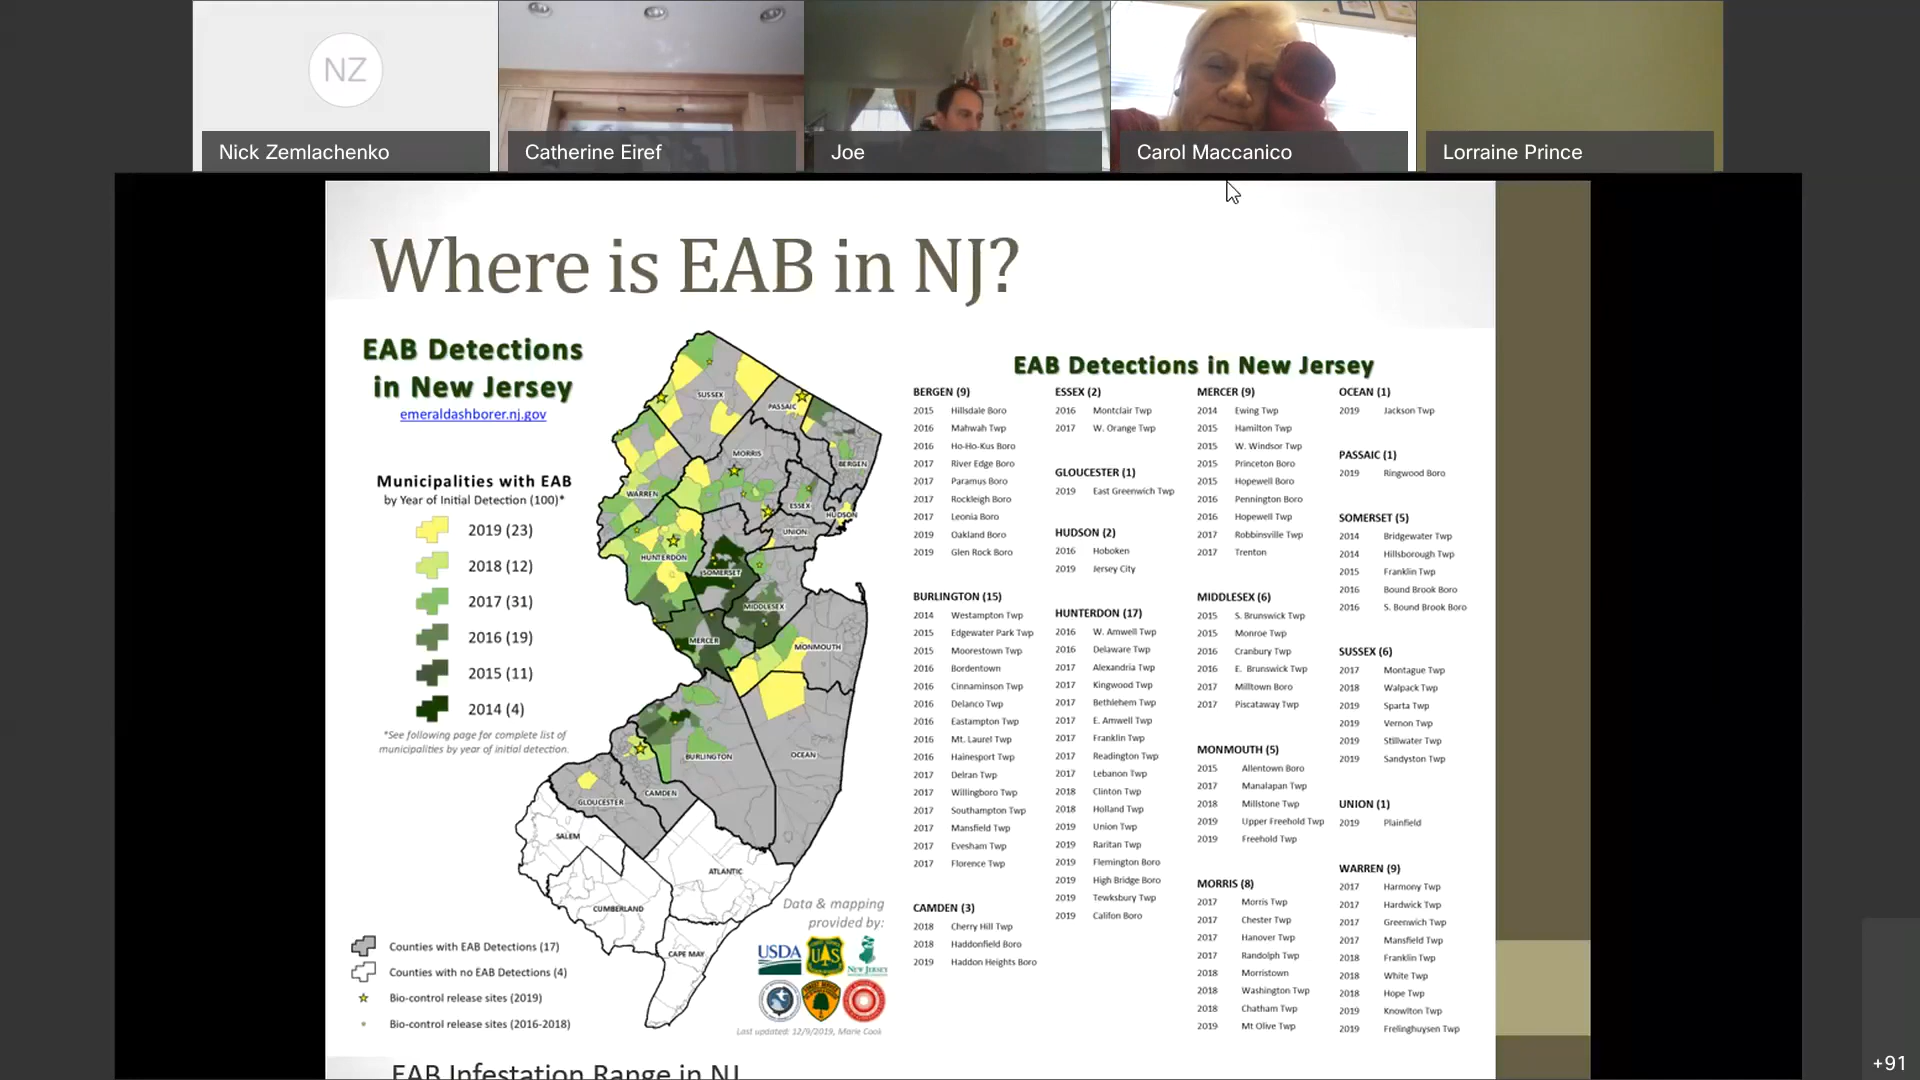 NZ
Nick Zemlachenko
Catherine Eiref
Joe
Carol Maccanico
Lorraine Prince
Where is EAB in NJ?
EAB Detections
in New Jersey
emeraldashborer.nj.gov
Municipalities with EAB
by Year of Initial Detection (100)*
2019 (23)
2018 (12)
2017 (31)
2016 (19)
2015 (11)
2014 (4)
*See following page for complete list of
municipalities by year of initial detection.
Counties with EAB Detections (17)
Counties with no EAB Detections (4)
Bio-control release sites (2019)
Bio-control release sites (2016-2018)
SUSSEX
PASSAIC
MORRIS
BERGEN
WARREN
ESSEX
HUDSON
UNION
HUNTERDON
SOMERSET
MIDDLESEX
MERCER
MONMOUTH
BURLINGTON
OCEAN
CAMDEN
GLOUCESTER
SALEM
ATLANTIC
CUMBERLAND
CAPE MAY
Data & mapping
provided by:
USDA
U S
NEW JERSEY
Last updated: 12/9/2019, Marie Cook
EAB Detections in New Jersey
BERGEN (9)
2015 Hillsdale Boro
2016 Mahwah Twp
2016 Ho-Ho-Kus Boro
2017 River Edge Boro
2017 Paramus Boro
2017 Rockleigh Boro
2017 Leonia Boro
2019 Oakland Boro
2019 Glen Rock Boro
BURLINGTON (15)
2014 Westampton Twp
2015 Edgewater Park Twp
2015 Moorestown Twp
2016 Bordentown
2016 Cinnaminson Twp
2016 Delanco Twp
2016 Eastampton Twp
2016 Mt. Laurel Twp
2016 Hainesport Twp
2017 Delran Twp
2017 Willingboro Twp
2017 Southampton Twp
2017 Mansfield Twp
2017 Evesham Twp
2017 Florence Twp
CAMDEN (3)
2018 Cherry Hill Twp
2018 Haddonfield Boro
2019 Haddon Heights Boro
ESSEX (2)
2016 Montclair Twp
2017 W. Orange Twp
GLOUCESTER (1)
2019 East Greenwich Twp
HUDSON (2)
2016 Hoboken
2019 Jersey City
HUNTERDON (17)
2016 W. Amwell Twp
2016 Delaware Twp
2017 Alexandria Twp
2017 Kingwood Twp
2017 Bethlehem Twp
2017 E. Amwell Twp
2017 Franklin Twp
2017 Readington Twp
2017 Lebanon Twp
2018 Clinton Twp
2018 Holland Twp
2019 Union Twp
2019 Raritan Twp
2019 Flemington Boro
2019 High Bridge Boro
2019 Tewksbury Twp
2019 Califon Boro
MERCER (9)
2014 Ewing Twp
2015 Hamilton Twp
2015 W. Windsor Twp
2015 Princeton Boro
2015 Hopewell Boro
2016 Pennington Boro
2016 Hopewell Twp
2017 Robbinsville Twp
2017 Trenton
MIDDLESEX (6)
2015 S. Brunswick Twp
2015 Monroe Twp
2016 Cranbury Twp
2016 E. Brunswick Twp
2017 Milltown Boro
2017 Piscataway Twp
MONMOUTH (5)
2015 Allentown Boro
2017 Manalapan Twp
2018 Millstone Twp
2019 Upper Freehold Twp
2019 Freehold Twp
MORRIS (8)
2017 Morris Twp
2017 Chester Twp
2017 Hanover Twp
2017 Randolph Twp
2018 Morristown
2018 Washington Twp
2018 Chatham Twp
2019 Mt Olive Twp
OCEAN (1)
2019 Jackson Twp
PASSAIC (1)
2019 Ringwood Boro
SOMERSET (5)
2014 Bridgewater Twp
2014 Hillsborough Twp
2015 Franklin Twp
2016 Bound Brook Boro
2016 S. Bound Brook Boro
SUSSEX (6)
2017 Montague Twp
2018 Walpack Twp
2019 Sparta Twp
2019 Vernon Twp
2019 Stillwater Twp
2019 Sandyston Twp
UNION (1)
2019 Plainfield
WARREN (9)
2017 Harmony Twp
2017 Hardwick Twp
2017 Greenwich Twp
2017 Mansfield Twp
2018 Franklin Twp
2018 White Twp
2018 Hope Twp
2019 Knowlton Twp
2019 Frelinghuysen Twp
EAB Infestation Range in NJ
+91